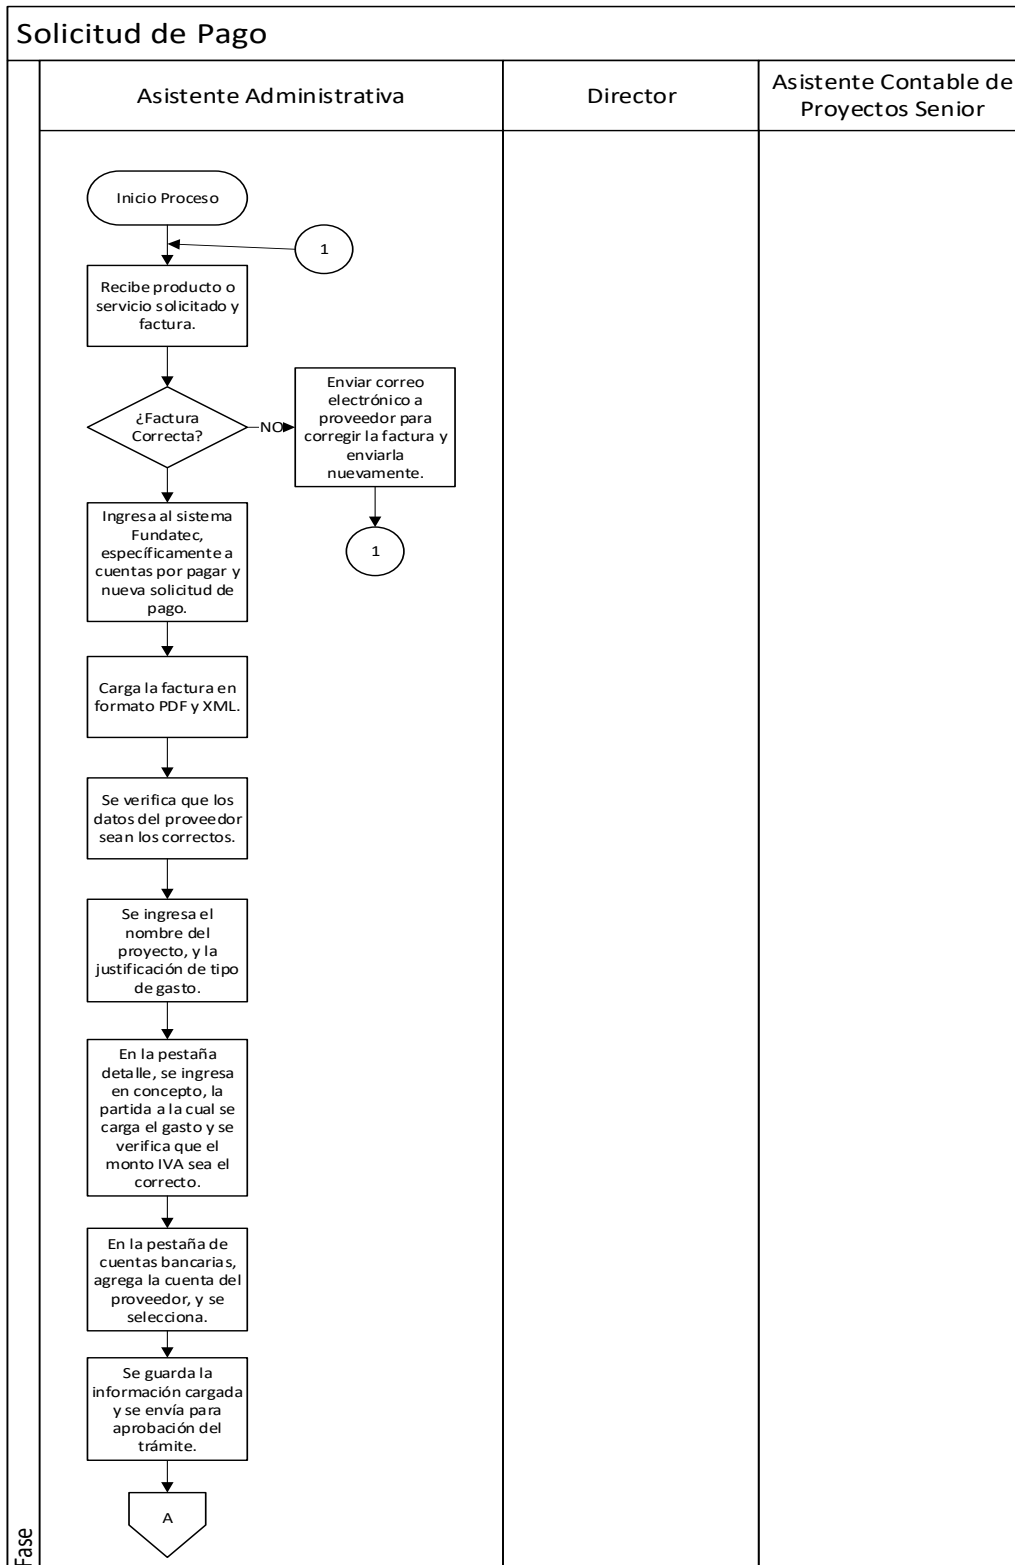 Solicitud de Pago
Asistente Administrativa
Director
Asistente Contable de
Proyectos Senior
Inicio Proceso
1
Recibe producto o
servicio solicitado y
factura.
¿Factura
Correcta?
NO
Enviar correo
electrónico a
proveedor para
corregir la factura y
enviarla
nuevamente.
1
Ingresa al sistema
Fundatec,
específicamente a
cuentas por pagar y
nueva solicitud de
pago.
Carga la factura en
formato PDF y XML.
Se verifica que los
datos del proveedor
sean los correctos.
Se ingresa el
nombre del
proyecto, y la
justificación de tipo
de gasto.
En la pestaña
detalle, se ingresa
en concepto, la
partida a la cual se
carga el gasto y se
verifica que el
monto IVA sea el
correcto.
En la pestaña de
cuentas bancarias,
agrega la cuenta del
proveedor, y se
selecciona.
Se guarda la
información cargada
y se envía para
aprobación del
trámite.
A
Fase